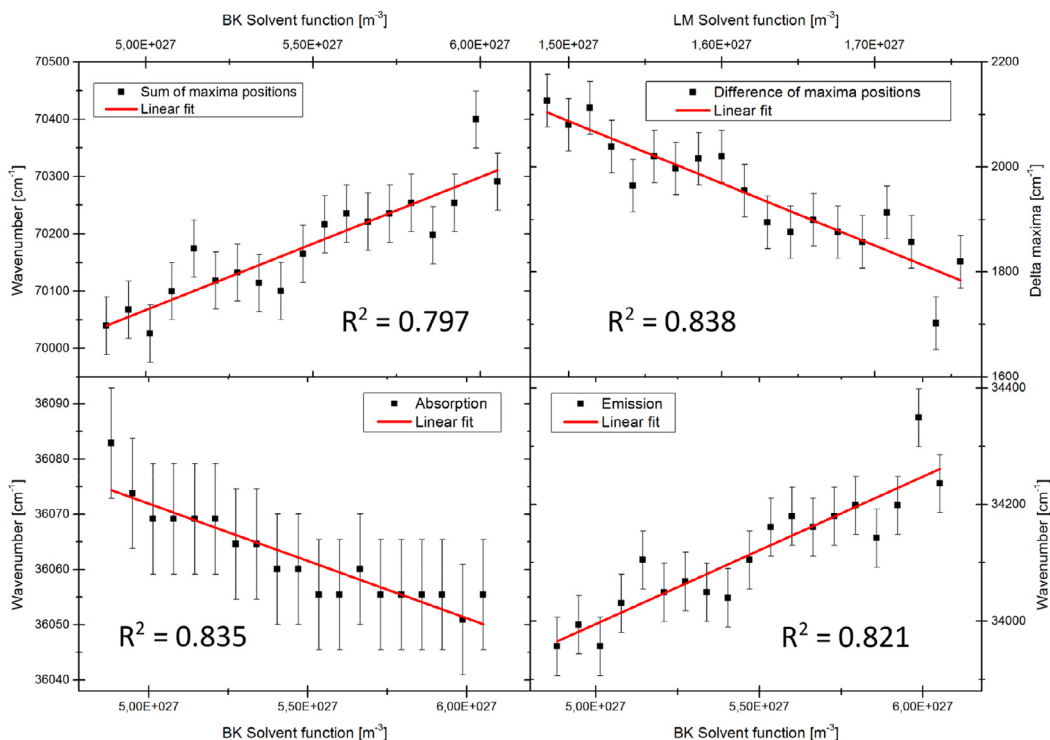 BK Solvent function [m-3]
LM Solvent function [m-3]
5,00E+027 5,50E+027 6,00E+027
1,50E+027 1,60E+027 1,70E+027
70500
70400
70300
70200
70100
70000
Wavenumber [cm-1]
Sum of maxima positions
Linear fit
R2 = 0.797
Difference of maxima positions
Linear fit
R2 = 0.838
2200
2000
1800
1600
Delta maxima [cm-1]
36090
36080
36070
36060
36050
36040
Wavenumber [cm-1]
Absorption
Linear fit
R2 = 0.835
Emission
Linear fit
R2 = 0.821
34400
34200
34000
Wavenumber [cm-1]
5,00E+027 5,50E+027 6,00E+027
5,00E+027 5,50E+027 6,00E+027
BK Solvent function [m-3]
BK Solvent function [m-3]